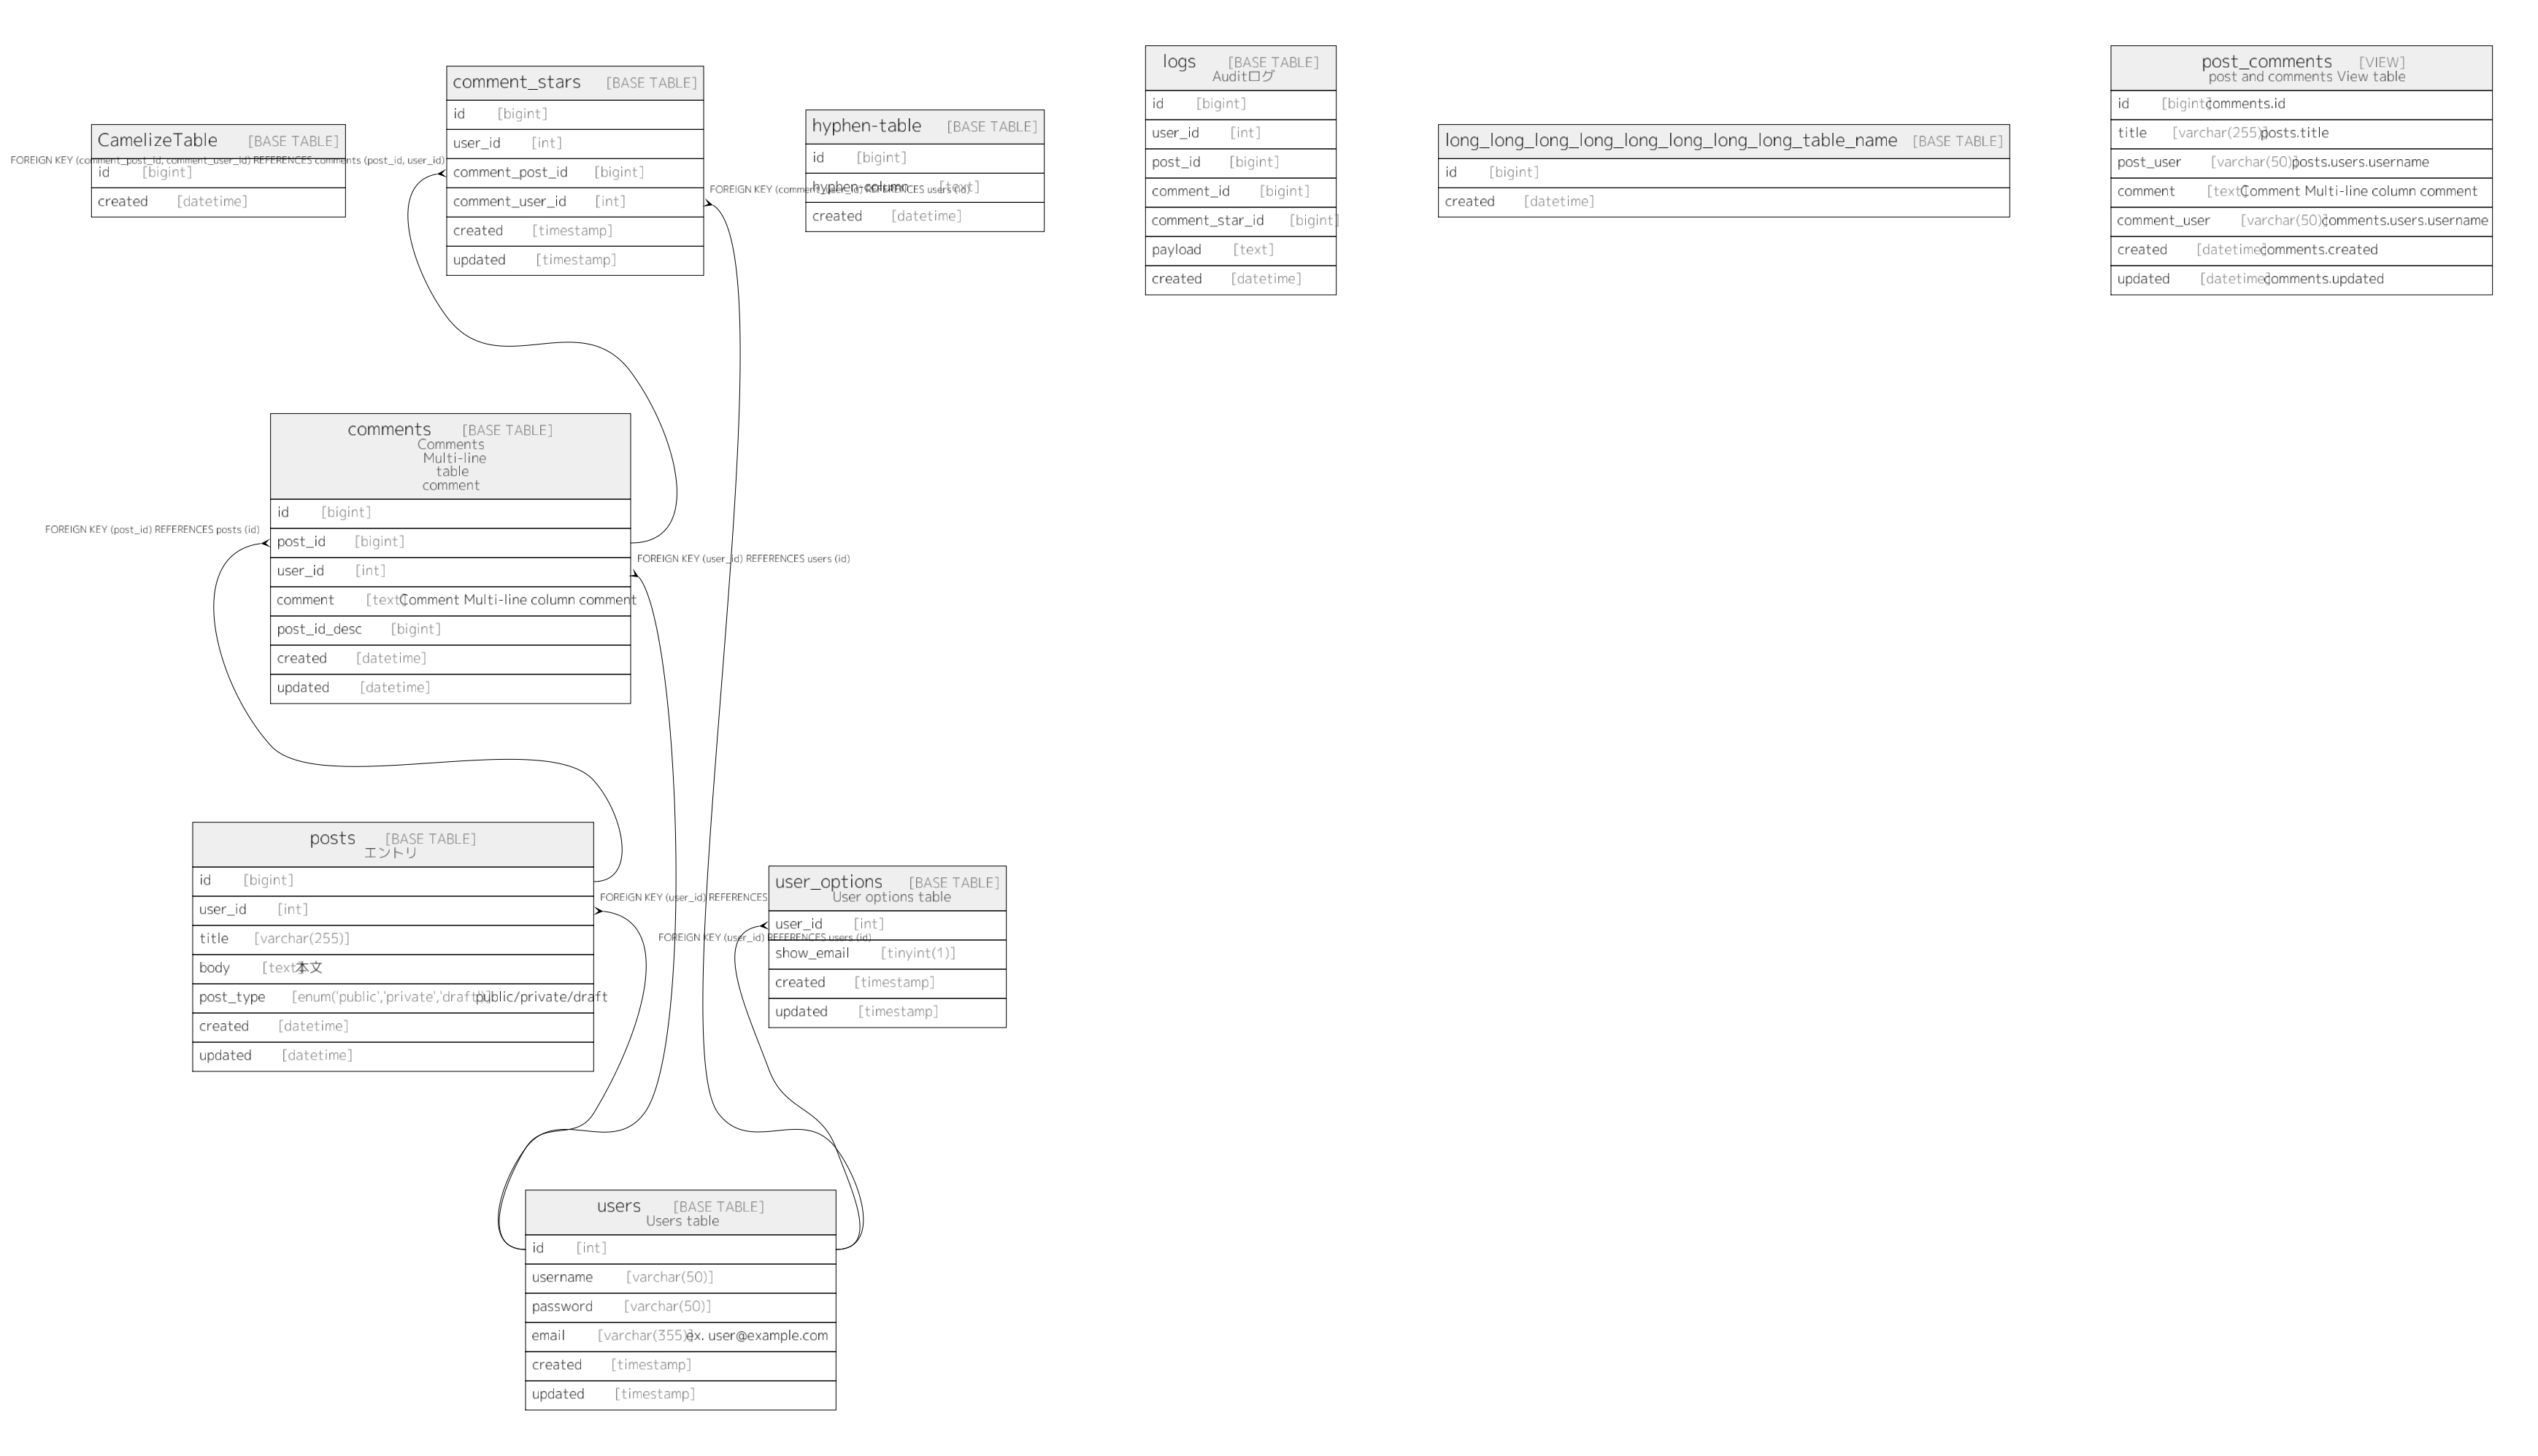 CamelizeTable [BASE TABLE]
id [bigint]
created [datetime]
FOREIGN KEY (comment_post_id, comment_user_id) REFERENCES comments (post_id, user_id)
comment_stars [BASE TABLE]
id [bigint]
user_id [int]
comment_post_id [bigint]
comment_user_id [int]
created [timestamp]
updated [timestamp]
FOREIGN KEY (comment_user_id) REFERENCES users (id)
hyphen-table [BASE TABLE]
id [bigint]
hyphen-column [text]
created [datetime]
logs [BASE TABLE]
Auditログ
id [bigint]
user_id [int]
post_id [bigint]
comment_id [bigint]
comment_star_id [bigint]
payload [text]
created [datetime]
long_long_long_long_long_long_long_long_table_name [BASE TABLE]
id [bigint]
created [datetime]
post_comments [VIEW]
post and comments View table
id [bigint] comments.id
title [varchar(255)] posts.title
post_user [varchar(50)] posts.users.username
comment [text] Comment Multi-line column comment
comment_user [varchar(50)] comments.users.username
created [datetime] comments.created
updated [datetime] comments.updated
comments [BASE TABLE]
Comments
Multi-line
table
comment
id [bigint]
post_id [bigint]
user_id [int]
comment [text] Comment Multi-line column comment
post_id_desc [bigint]
created [datetime]
updated [datetime]
FOREIGN KEY (post_id) REFERENCES posts (id)
FOREIGN KEY (user_id) REFERENCES users (id)
posts [BASE TABLE]
エントリ
id [bigint]
user_id [int]
title [varchar(255)]
body [text] 本文
post_type [enum('public','private','draft')] public/private/draft
created [datetime]
updated [datetime]
FOREIGN KEY (user_id) REFERENCES
user_options [BASE TABLE]
User options table
user_id [int]
show_email [tinyint(1)]
created [timestamp]
updated [timestamp]
FOREIGN KEY (user_id) REFERENCES users (id)
users [BASE TABLE]
Users table
id [int]
username [varchar(50)]
password [varchar(50)]
email [varchar(355)] ex. user@example.com
created [timestamp]
updated [timestamp]